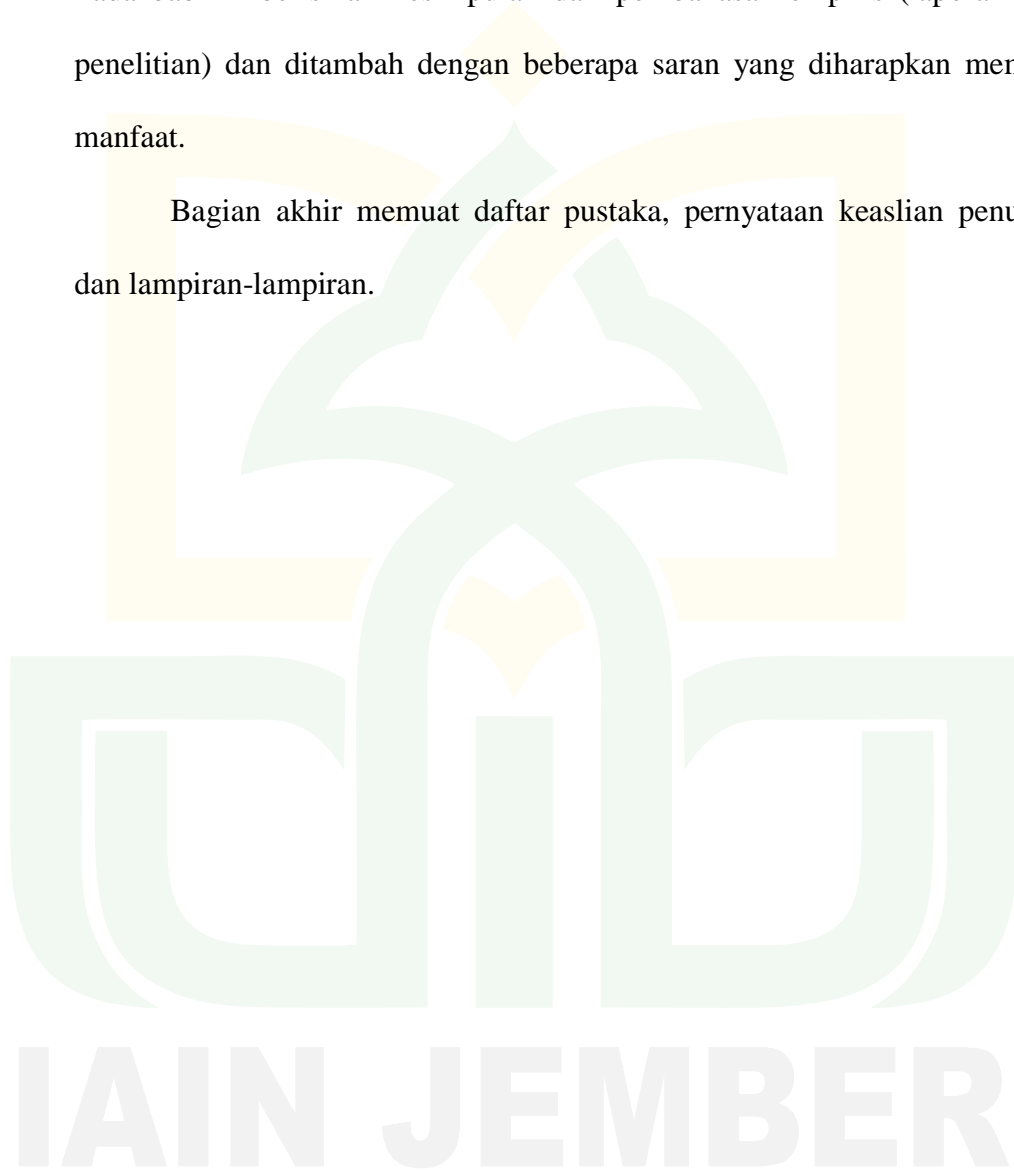 penelitian) dan ditambah dengan beberapa saran yang diharapkan
manfaat.
Bagian akhir memuat daftar pustaka, pernyataan keaslian
dan lampiran-lampiran.
IAIN JEMBER